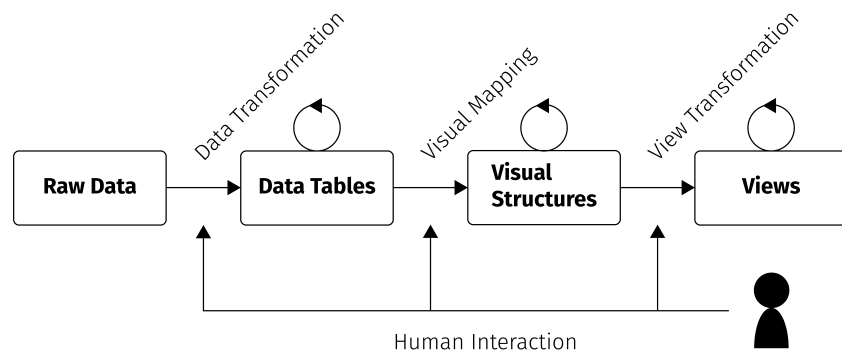 Data Transformation
Visual Mapping
View Transformation
Raw Data
Data Tables
Visual
Structures
Views
Human Interaction